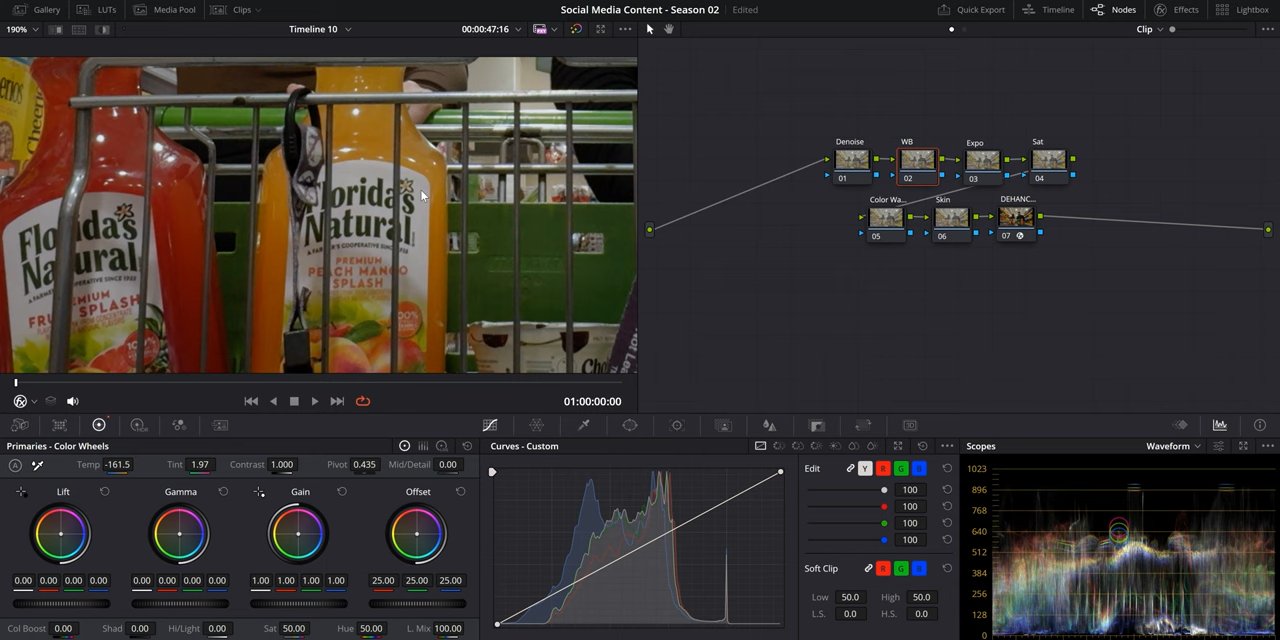 Gallery
LUTs
Media Pool
Clips
Social Media Content - Season 02
Edited
Quick Export
Timeline
Nodes
Effects
Lightbox
190%
Timeline 10
00:00:47:16
Clip
Cheerios
Florida's
Natural
PREMIUM
Florida's
Natural
A FARMER'S COOPERATIVE SINCE 1933
PREMIUM
PEACH MANGO
SPLASH
100%
Denoise
WB
Expo
Sat
01
02
03
04
Color Wa...
Skin
DEHANC...
05
06
07
01:00:00:00
Primaries - Color Wheels
Curves - Custom
Scopes
Waveform
Temp -161.5
Tint 1.97
Contrast 1.000
Pivot 0.435
Mid/Detail 0.00
Lift
Gamma
Gain
Offset
0.00 0.00 0.00 0.00
0.00 0.00 0.00 0.00
1.00 1.00 1.00 1.00
25.00 25.00 25.00
Col Boost 0.00
Shad 0.00
Hi/Light 0.00
Sat 50.00
Hue 50.00
L. Mix 100.00
Edit
Y R G B
100
100
100
100
Soft Clip
R G B
Low 50.0
High 50.0
L.S. 0.0
H.S. 0.0
1023
896
768
640
512
384
256
128
0